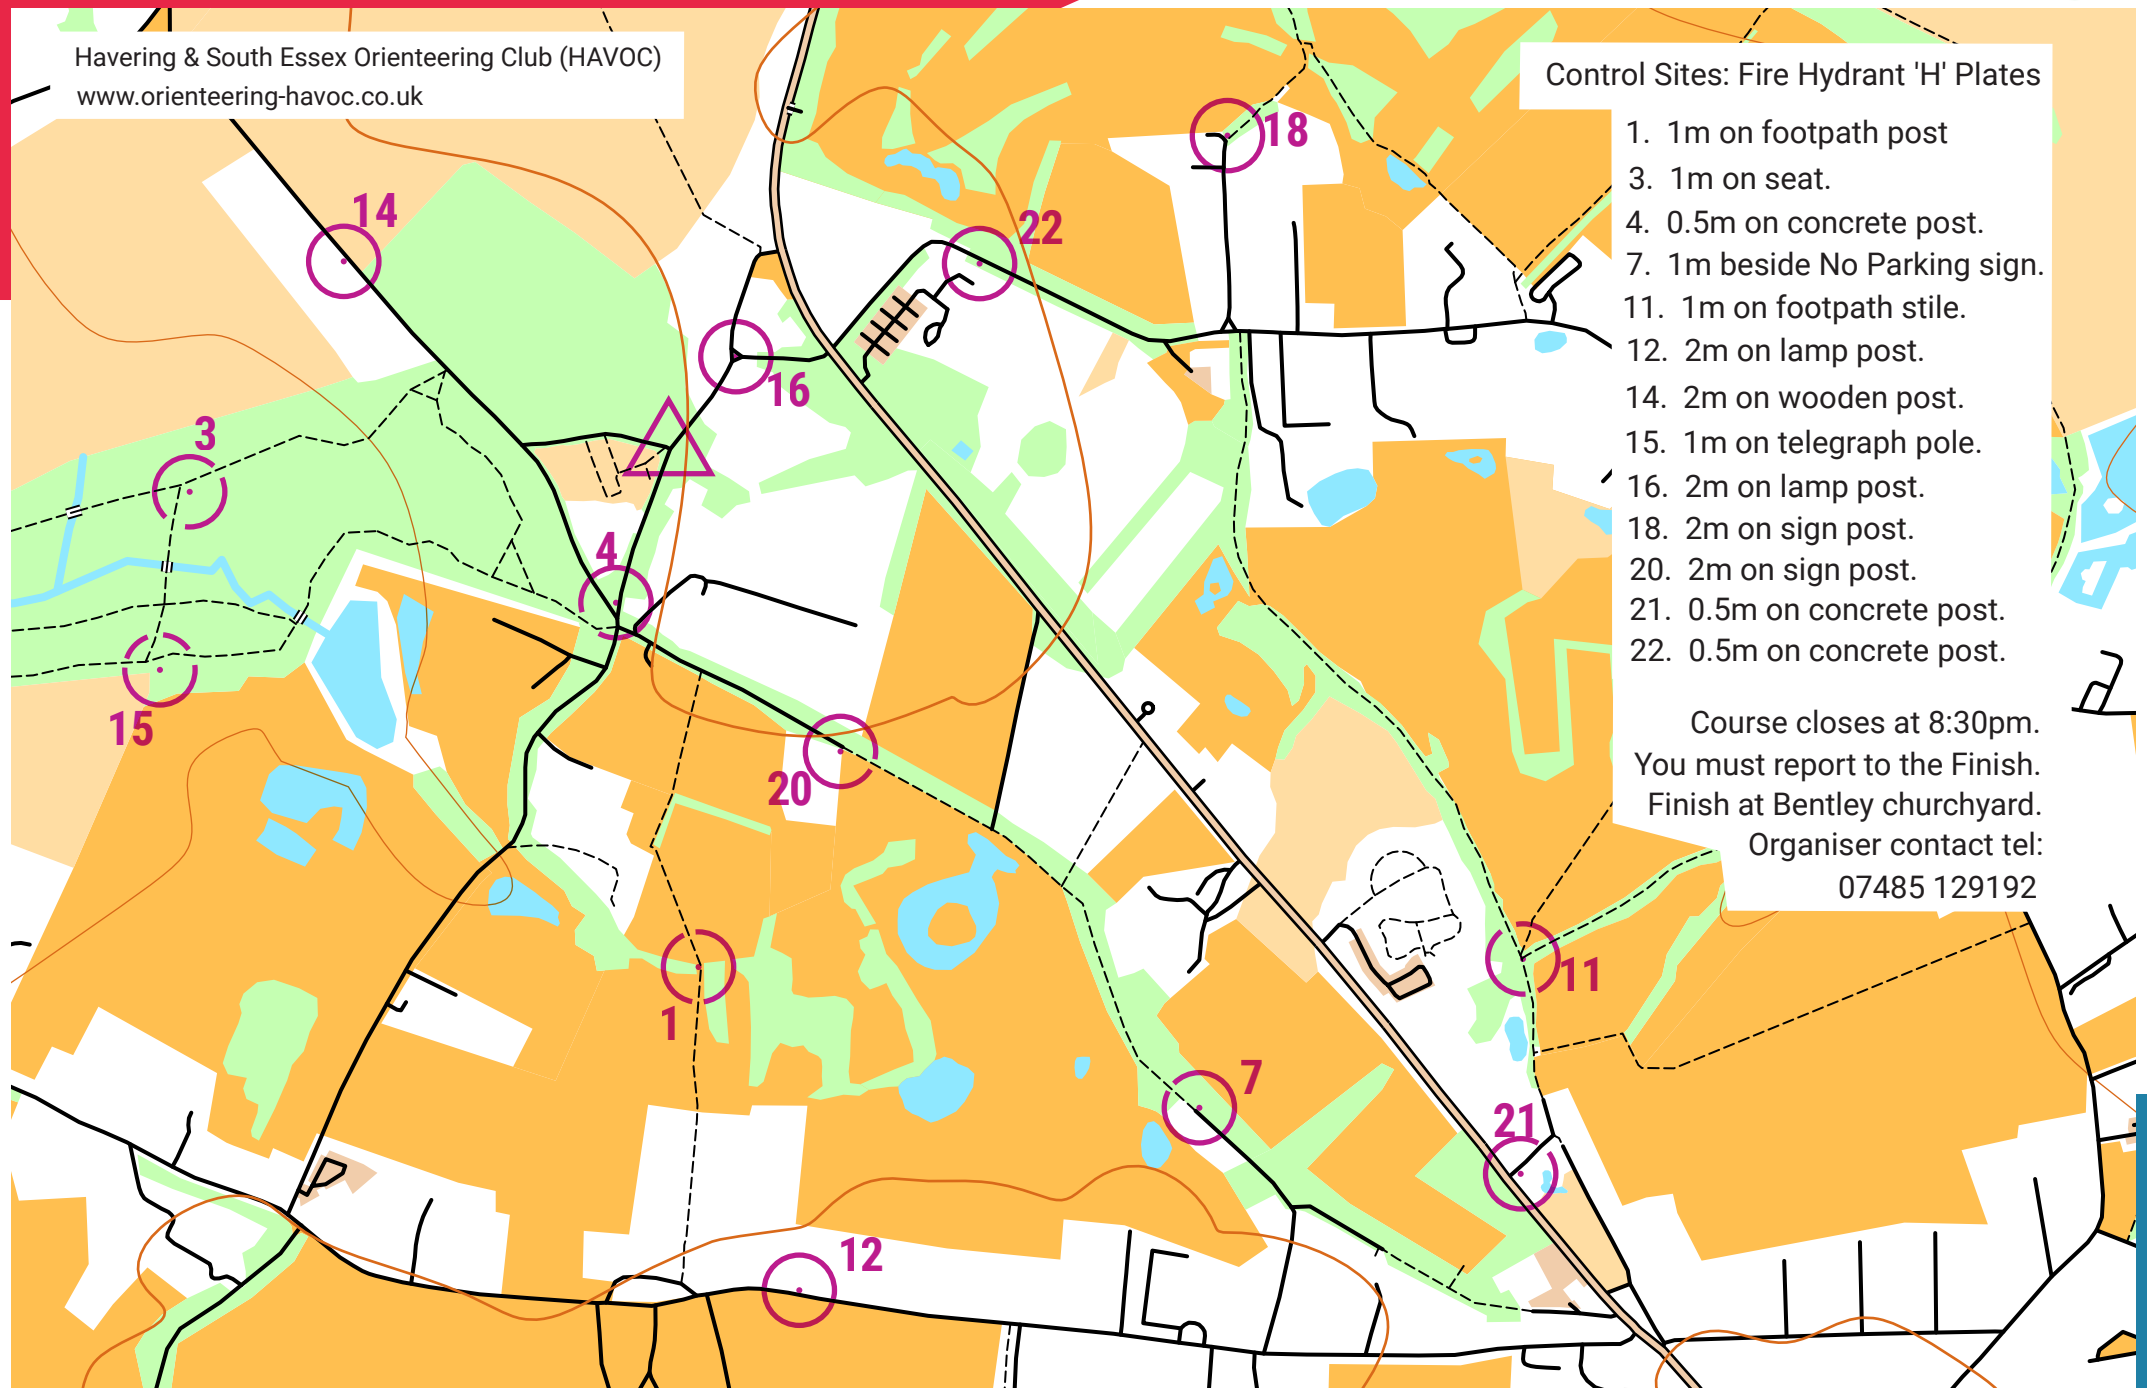 Havering & South Essex Orienteering Club (HAVOC)
www.orienteering-havoc.co.uk
Control Sites: Fire Hydrant 'H' Plates
1. 1m on footpath post
3. 1m on seat.
4. 0.5m on concrete post.
7. 1m beside No Parking sign.
11. 1m on footpath stile.
12. 2m on lamp post.
14. 2m on wooden post.
15. 1m on telegraph pole.
16. 2m on lamp post.
18. 2m on sign post.
20. 2m on sign post.
21. 0.5m on concrete post.
22. 0.5m on concrete post.
Course closes at 8:30pm.
You must report to the Finish.
Finish at Bentley churchyard.
Organiser contact tel:
07485 129192
18
14
22
16
3
4
15
20
11
1
7
21
12